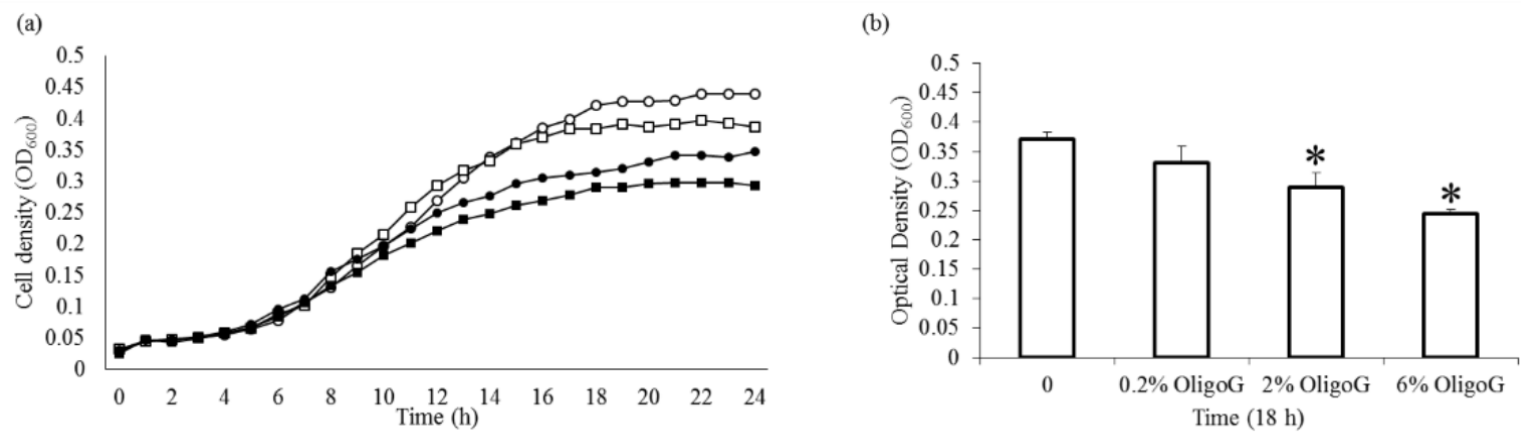 (a)
0.5
0.45
0.4
0.35
0.3
0.25
0.2
0.15
0.1
0.05
0
Cell density (OD600)
0 2 4 6 8 10 12 14 16 18 20 22 24
Time (h)
(b)
0.5
0.45
0.4
0.35
0.3
0.25
0.2
0.15
0.1
0.05
0
Optical Density (OD600)
* *
0 0.2% OligoG 2% OligoG 6% OligoG
Time (18 h)